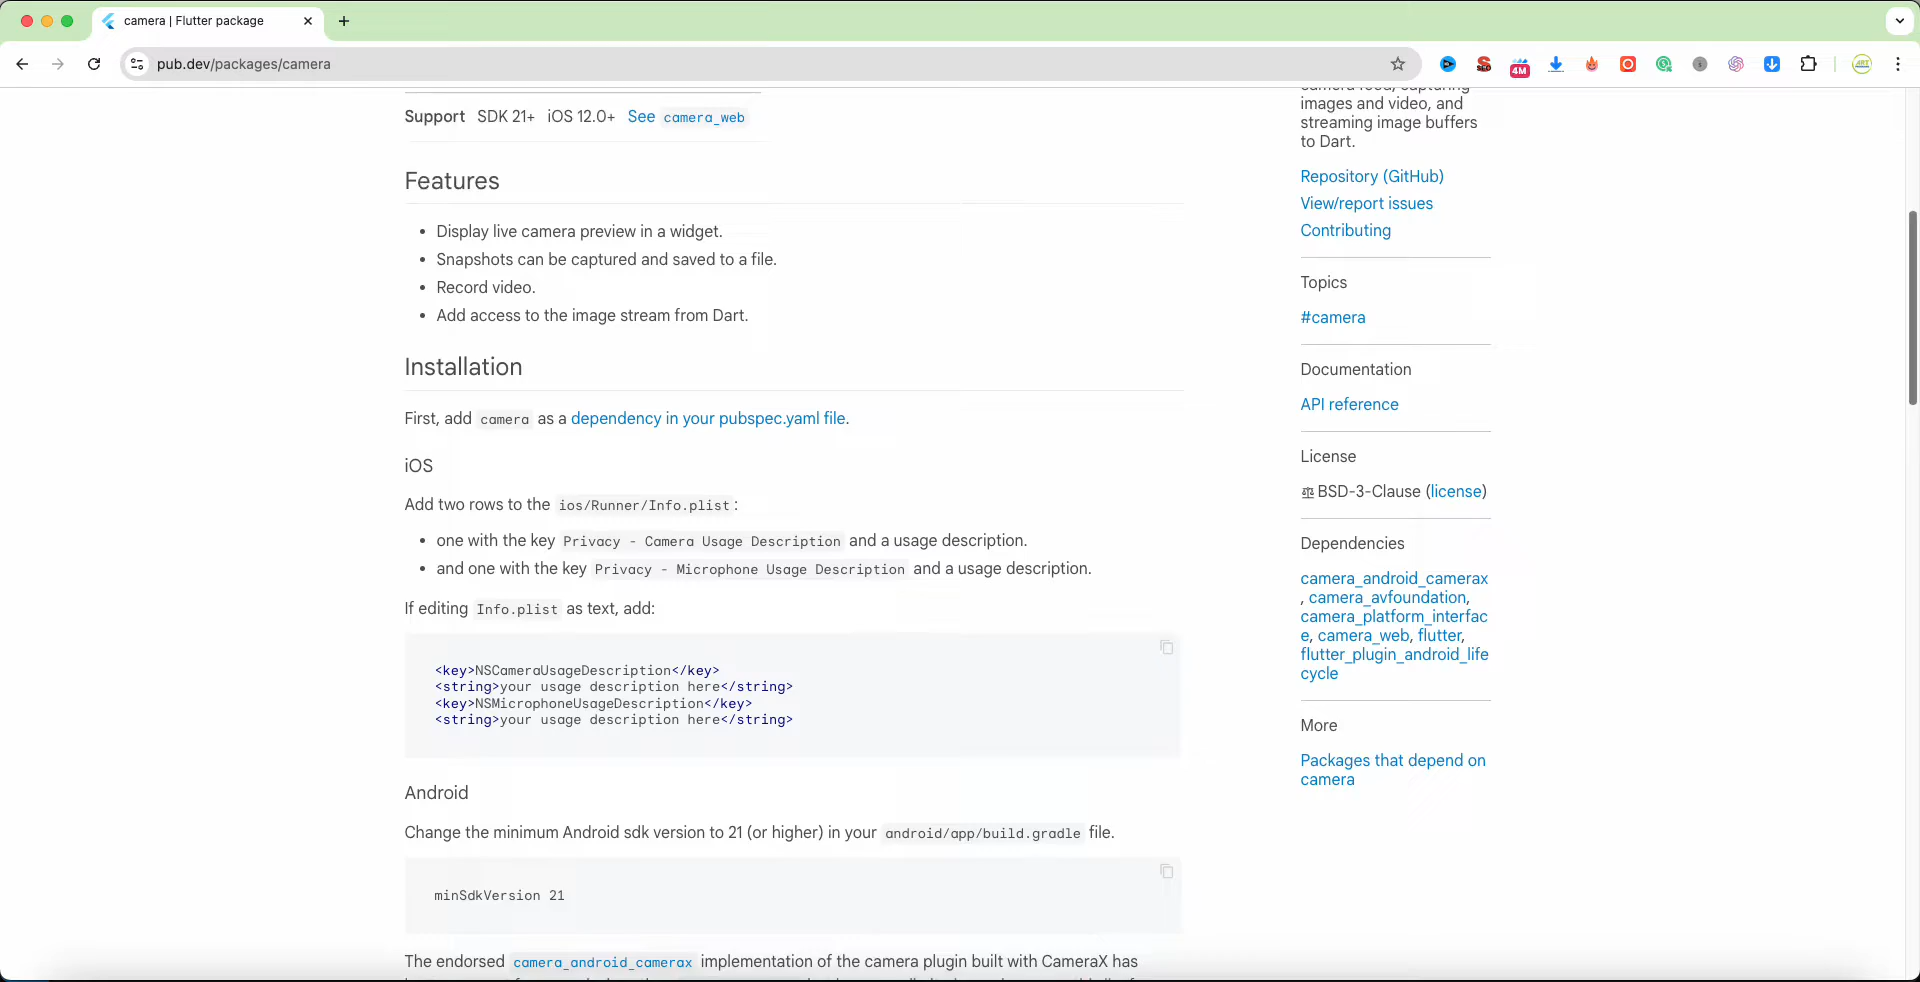 camera | Flutter package
pub.dev/packages/camera
4M
Support SDK 21+ iOS 12.0+ See camera_web
Features
• Display live camera preview in a widget.
• Snapshots can be captured and saved to a file.
• Record video.
• Add access to the image stream from Dart.
Installation
First, add camera as a dependency in your pubspec.yaml file.
iOS
Add two rows to the ios/Runner/Info.plist:
• one with the key Privacy - Camera Usage Description and a usage description.
• and one with the key Privacy - Microphone Usage Description and a usage description.
If editing Info.plist as text, add:
<key>NSCameraUsageDescription</key>
<string>your usage description here</string>
<key>NSMicrophoneUsageDescription</key>
<string>your usage description here</string>
Android
Change the minimum Android sdk version to 21 (or higher) in your android/app/build.gradle file.
minSdkVersion 21
The endorsed camera_android_camerax implementation of the camera plugin built with CameraX has
images and video, and
streaming image buffers
to Dart.
Repository (GitHub)
View/report issues
Contributing
Topics
#camera
Documentation
API reference
License
BSD-3-Clause (license)
Dependencies
camera_android_camerax
, camera_avfoundation,
camera_platform_interfac
e, camera_web, flutter,
flutter_plugin_android_life
cycle
More
Packages that depend on
camera